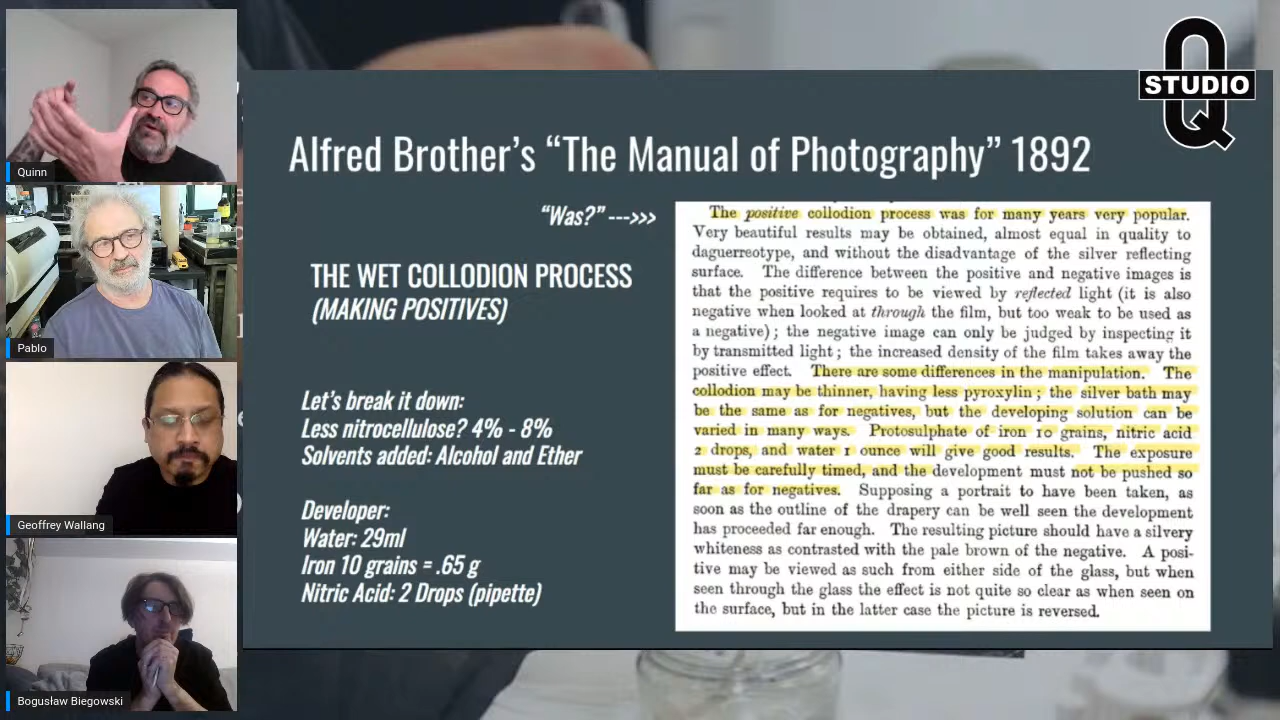 Q
STUDIO
Alfred Brother’s “The Manual of Photography” 1892
“Was?” --->>>
THE WET COLLODION PROCESS
(MAKING POSITIVES)
Let’s break it down:
Less nitrocellulose? 4% - 8%
Solvents added: Alcohol and Ether
Developer:
Water: 29ml
Iron 10 grains = .65 g
Nitric Acid: 2 Drops (pipette)
The positive collodion process was for many years very popular.
Very beautiful results may be obtained, almost equal in quality to
daguerreotype, and without the disadvantage of the silver reflecting
surface. The difference between the positive and negative images is
that the positive requires to be viewed by reflected light (it is also
negative when looked at through the film, but too weak to be used as
a negative); the negative image can only be judged by inspecting it
by transmitted light; the increased density of the film takes away the
positive effect. There are some differences in the manipulation. The
collodion may be thinner, having less pyroxylin; the silver bath may
be the same as for negatives, but the developing solution can be
varied in many ways. Protosulphate of iron 10 grains, nitric acid
2 drops, and water 1 ounce will give good results. The exposure
must be carefully timed, and the development must not be pushed so
far as for negatives. Supposing a portrait to have been taken, as
soon as the outline of the drapery can be well seen the development
has proceeded far enough. The resulting picture should have a silvery
whiteness as contrasted with the pale brown of the negative. A posi-
tive may be viewed as such from either side of the glass, but when
seen through the glass the effect is not quite so clear as when seen on
the surface, but in the latter case the picture is reversed.
Quinn
Pablo
Geoffrey Wallang
Bogusław Biegowski